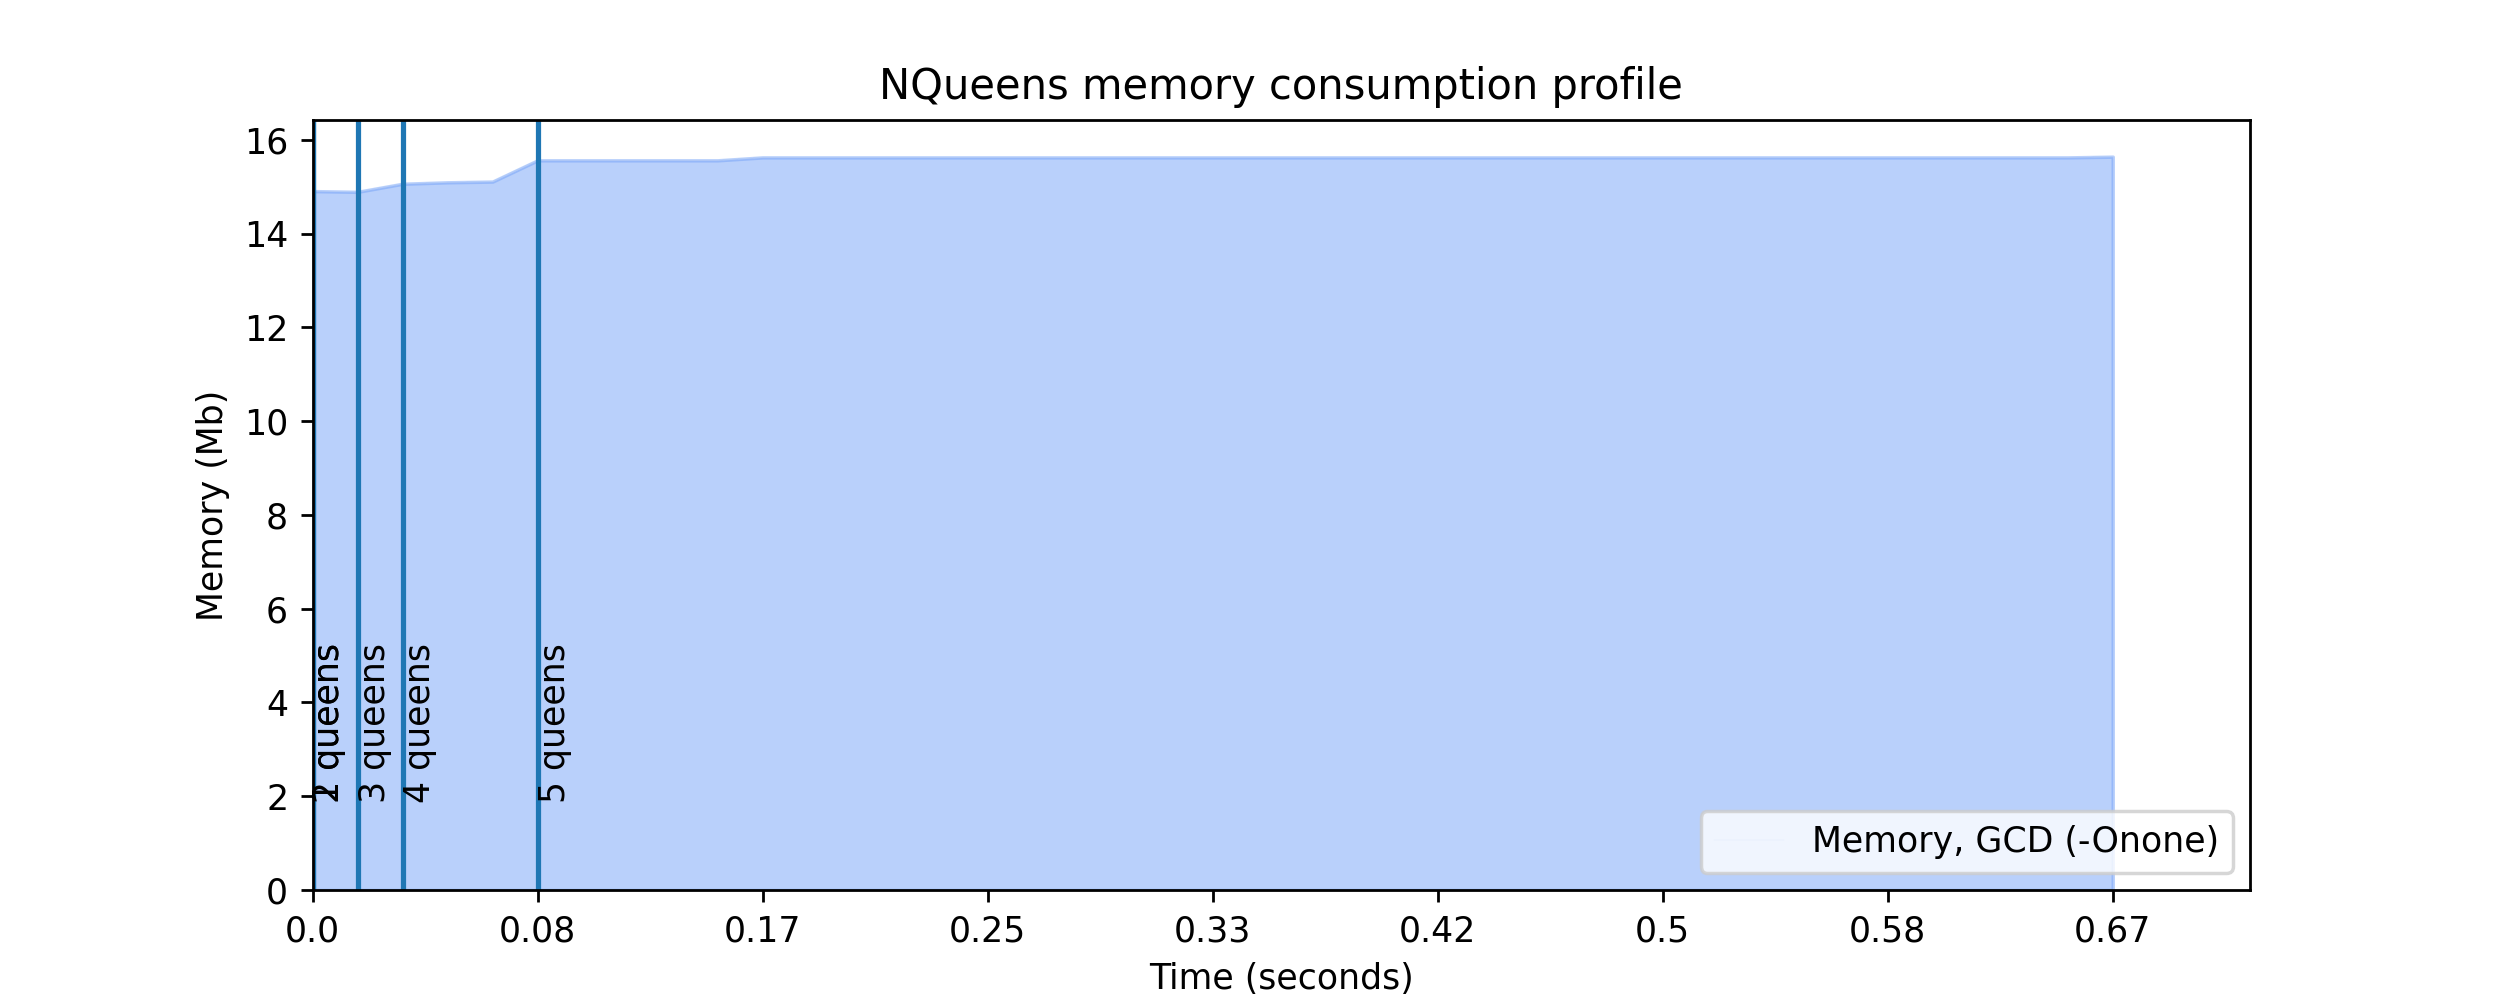 NQueens memory consumption profile
Memory (Mb)
16
14
12
10
8
6
4
2
0
2 queens
3 queens
4 queens
5 queens
Memory, GCD (-Onone)
0.0 0.08 0.17 0.25 0.33 0.42 0.5 0.58 0.67
Time (seconds)